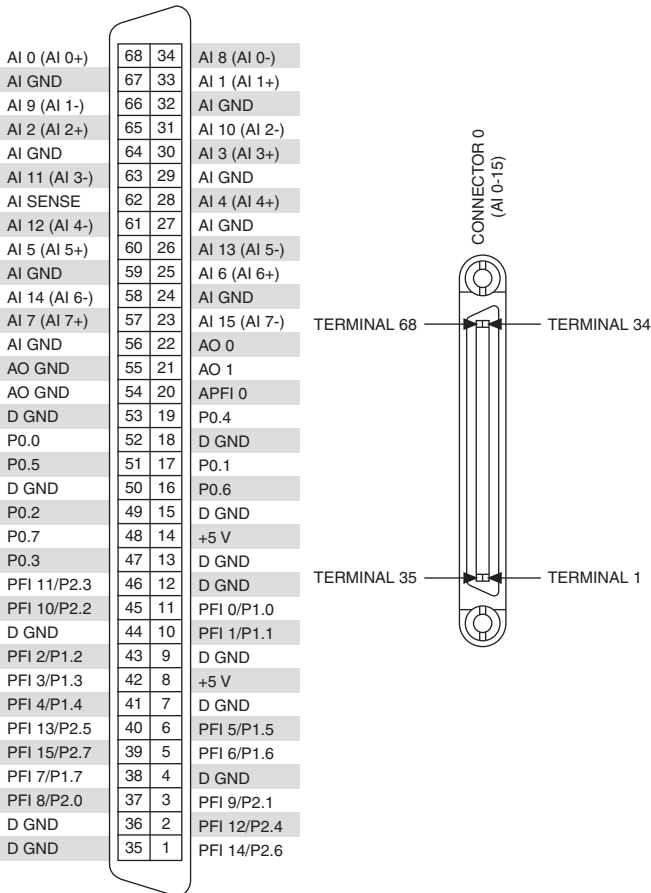 AI 0 (AI 0+) 68 34 AI 8 (AI 0-)
AI GND 67 33 AI 1 (AI 1+)
AI 9 (AI 1-) 66 32 AI GND
AI 2 (AI 2+) 65 31 AI 10 (AI 2-)
AI GND 64 30 AI 3 (AI 3+)
AI 11 (AI 3-) 63 29 AI GND
AI SENSE 62 28 AI 4 (AI 4+)
AI 12 (AI 4-) 61 27 AI GND
AI 5 (AI 5+) 60 26 AI 13 (AI 5-)
AI GND 59 25 AI 6 (AI 6+)
AI 14 (AI 6-) 58 24 AI GND
AI 7 (AI 7+) 57 23 AI 15 (AI 7-)
AI GND 56 22 AO 0
AO GND 55 21 AO 1
AO GND 54 20 APFI 0
D GND 53 19 P0.4
P0.0 52 18 D GND
P0.5 51 17 P0.1
D GND 50 16 P0.6
P0.2 49 15 D GND
P0.7 48 14 +5 V
P0.3 47 13 D GND
PFI 11/P2.3 46 12 D GND
PFI 10/P2.2 45 11 PFI 0/P1.0
D GND 44 10 PFI 1/P1.1
PFI 2/P1.2 43 9 D GND
PFI 3/P1.3 42 8 +5 V
PFI 4/P1.4 41 7 D GND
PFI 13/P2.5 40 6 PFI 5/P1.5
PFI 15/P2.7 39 5 PFI 6/P1.6
PFI 7/P1.7 38 4 D GND
PFI 8/P2.0 37 3 PFI 9/P2.1
D GND 36 2 PFI 12/P2.4
D GND 35 1 PFI 14/P2.6
CONNECTOR 0
(AI 0-15)
TERMINAL 68 TERMINAL 34
TERMINAL 35 TERMINAL 1